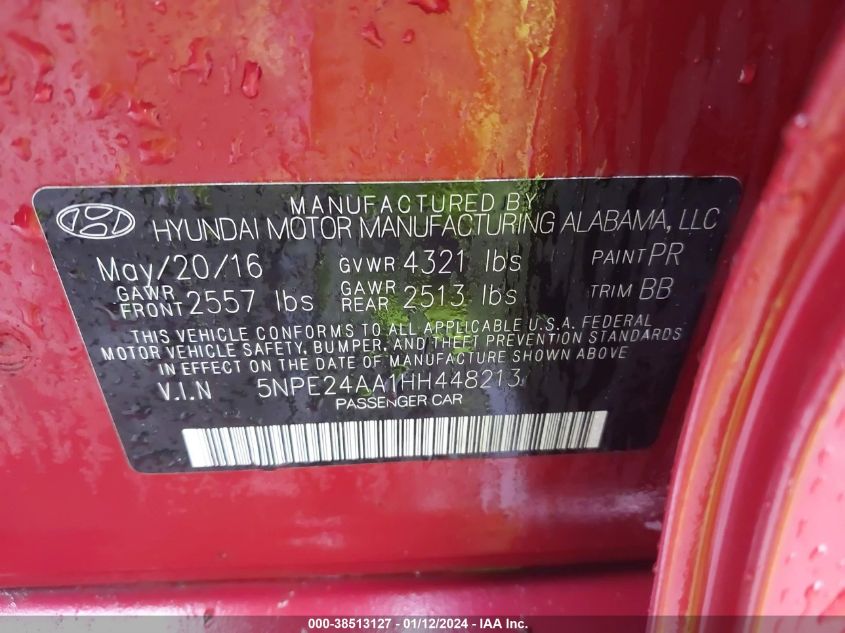 MANUFACTURED BY
HYUNDAI MOTOR MANUFACTURING ALABAMA, LLC
May/20/16 GVWR 4321 lbs PAINT PR
GAWR FRONT 2557 lbs GAWR REAR 2513 lbs TRIM BB
THIS VEHICLE CONFORMS TO ALL APPLICABLE U.S.A. FEDERAL
MOTOR VEHICLE SAFETY, BUMPER, AND THEFT PREVENTION STANDARDS
IN EFFECT ON THE DATE OF MANUFACTURE SHOWN ABOVE
V.I.N 5NPE24AA1HH448213
PASSENGER CAR
000-38513127 - 01/12/2024 - IAA Inc.